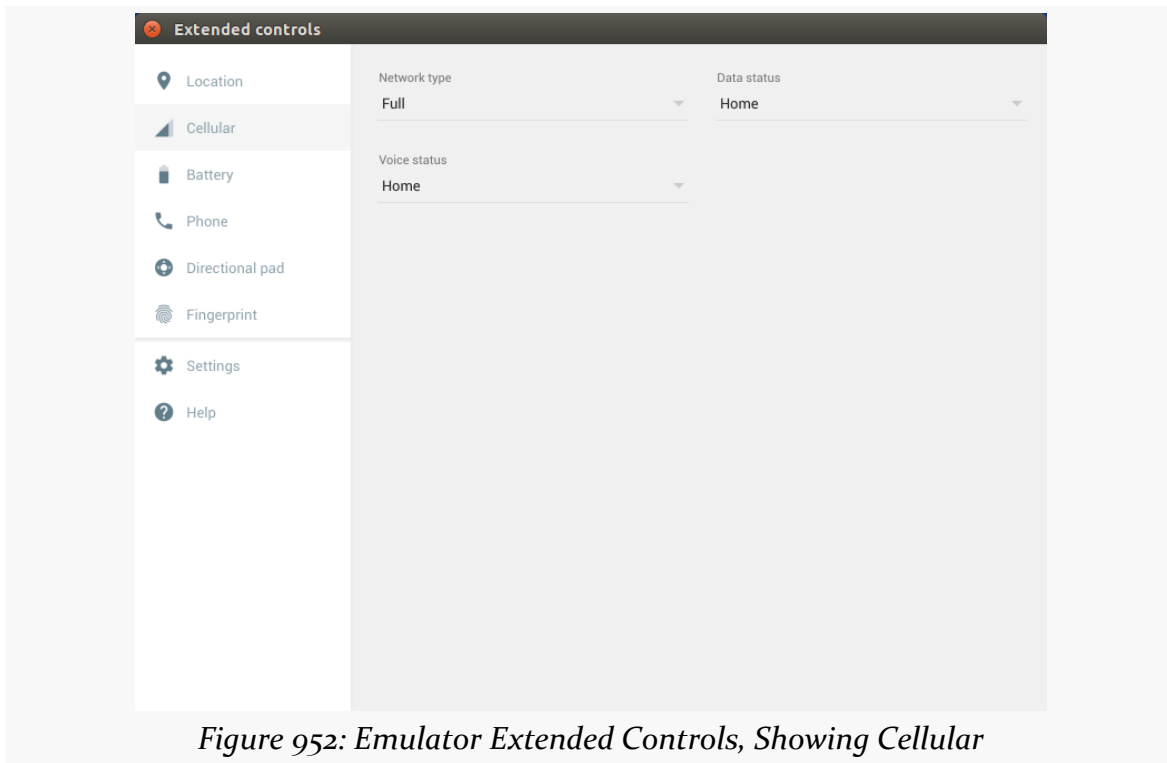 Extended controls
Location
Cellular
Battery
Phone
Directional pad
Fingerprint
Settings
Help
Network type
Full
Data status
Home
Voice status
Home
Figure 952: Emulator Extended Controls, Showing Cellular